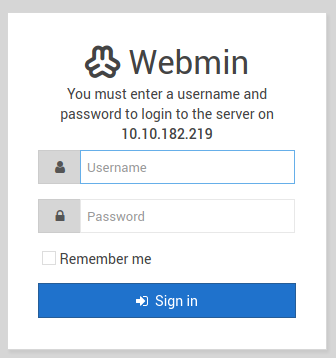 Webmin
You must enter a username and
password to login to the server on
10.10.182.219
Username
Password
Remember me
Sign in